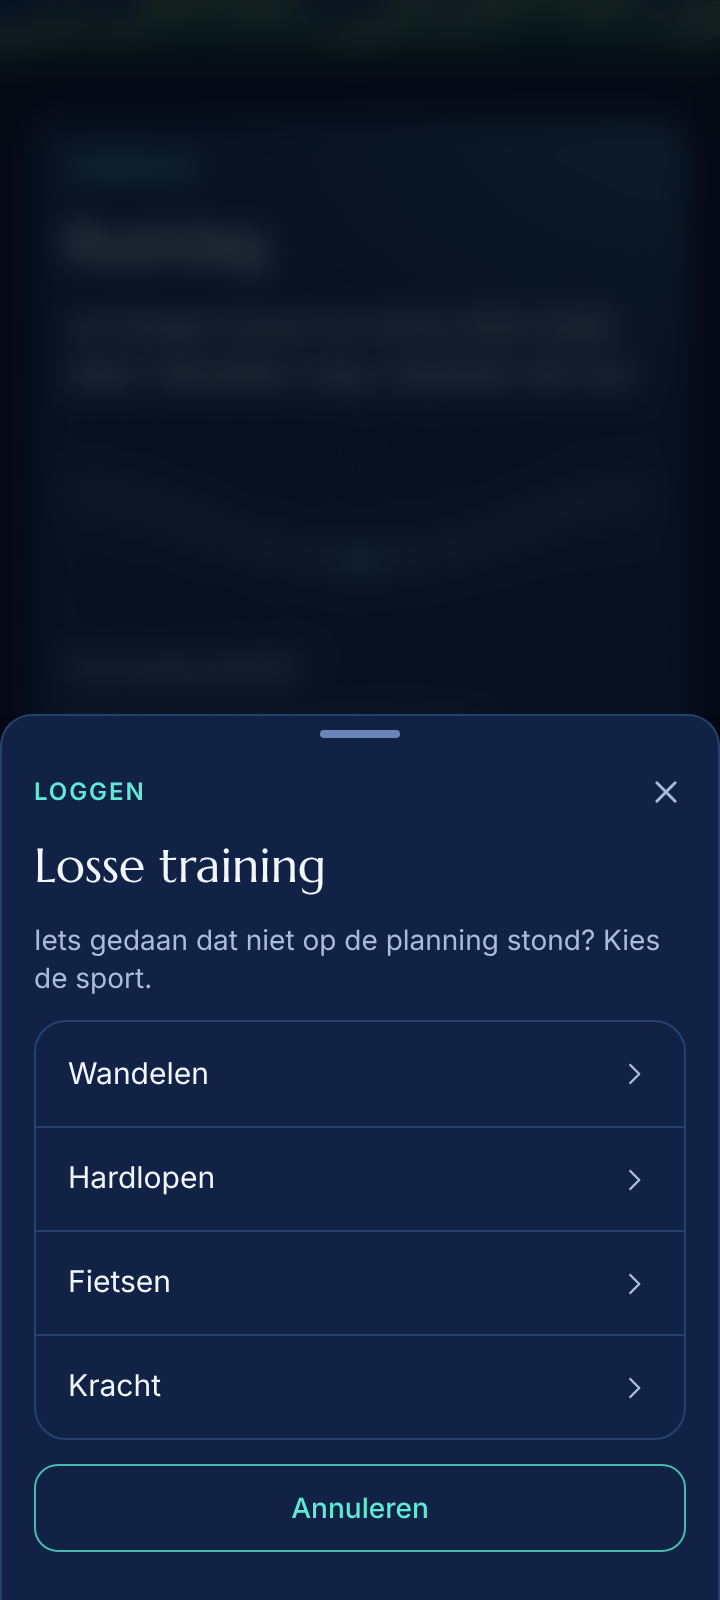 LOGGEN
Losse training
Iets gedaan dat niet op de planning stond? Kies
de sport.
Wandelen
Hardlopen
Fietsen
Kracht
Annuleren